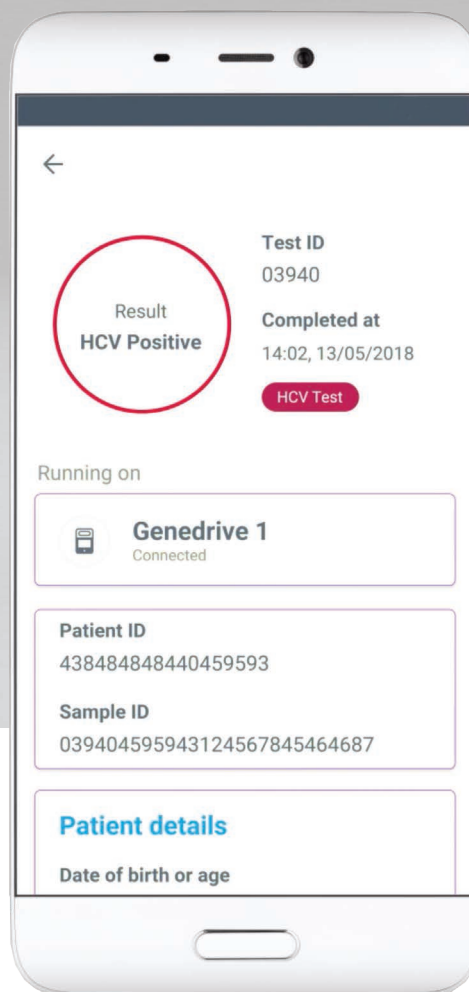 Result
HCV Positive
Test ID
03940
Completed at
14:02, 13/05/2018
HCV Test
Running on
Genedrive 1
Connected
Patient ID
438484848440459593
Sample ID
039404595943124567845464687
Patient details
Date of birth or age